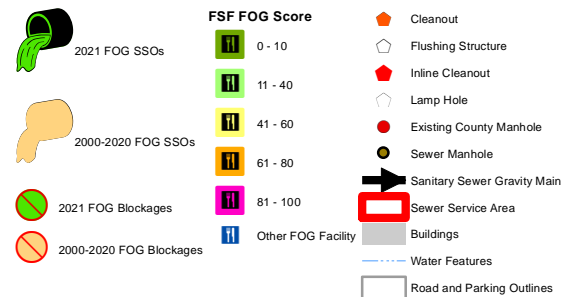 2021 FOG SSOs
2000-2020 FOG SSOs
2021 FOG Blockages
2000-2020 FOG Blockages
FSF FOG Score
0 - 10
11 - 40
41 - 60
61 - 80
81 - 100
Other FOG Facility
Cleanout
Flushing Structure
Inline Cleanout
Lamp Hole
Existing County Manhole
Sewer Manhole
Sanitary Sewer Gravity Main
Sewer Service Area
Buildings
Water Features
Road and Parking Outlines